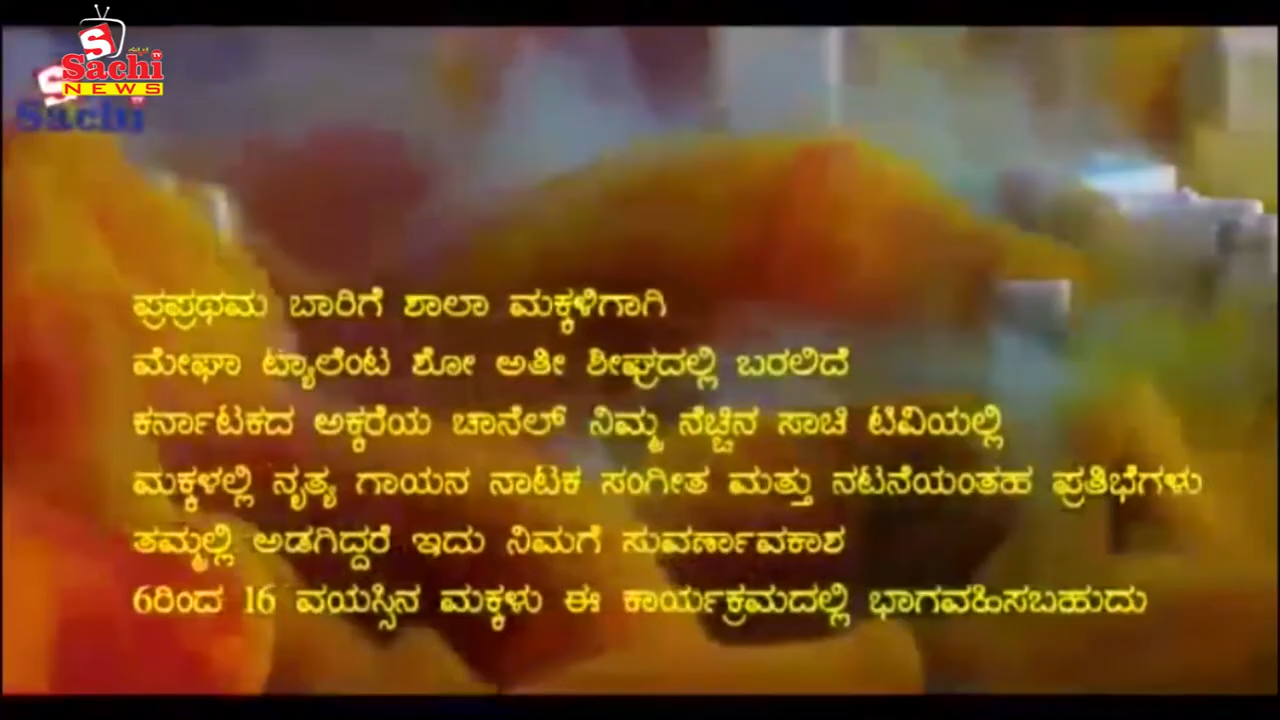 Sachi TV
NEWS
Sachi TV
ಪ್ರಪ್ರಥಮ ಬಾರಿಗೆ ಶಾಲಾ ಮಕ್ಕಳಿಗಾಗಿ
ಮೇಘಾ ಟ್ಯಾಲೆಂಟ ಶೋ ಅತೀ ಶೀಘ್ರದಲ್ಲಿ ಬರಲಿದೆ
ಕರ್ನಾಟಕದ ಅಕ್ಕರೆಯ ಚಾನೆಲ್ ನಿಮ್ಮ ನೆಚ್ಚಿನ ಸಾಚಿ ಟಿವಿಯಲ್ಲಿ
ಮಕ್ಕಳಲ್ಲಿ ನೃತ್ಯ ಗಾಯನ ನಾಟಕ ಸಂಗೀತ ಮತ್ತು ನಟನೆಯಂತಹ ಪ್ರತಿಭೆಗಳು
ತಮ್ಮಲ್ಲಿ ಅಡಗಿದ್ದರೆ ಇದು ನಿಮಗೆ ಸುವರ್ಣಾವಕಾಶ
6ರಿಂದ 16 ವಯಸ್ಸಿನ ಮಕ್ಕಳು ಈ ಕಾರ್ಯಕ್ರಮದಲ್ಲಿ ಭಾಗವಹಿಸಬಹುದು